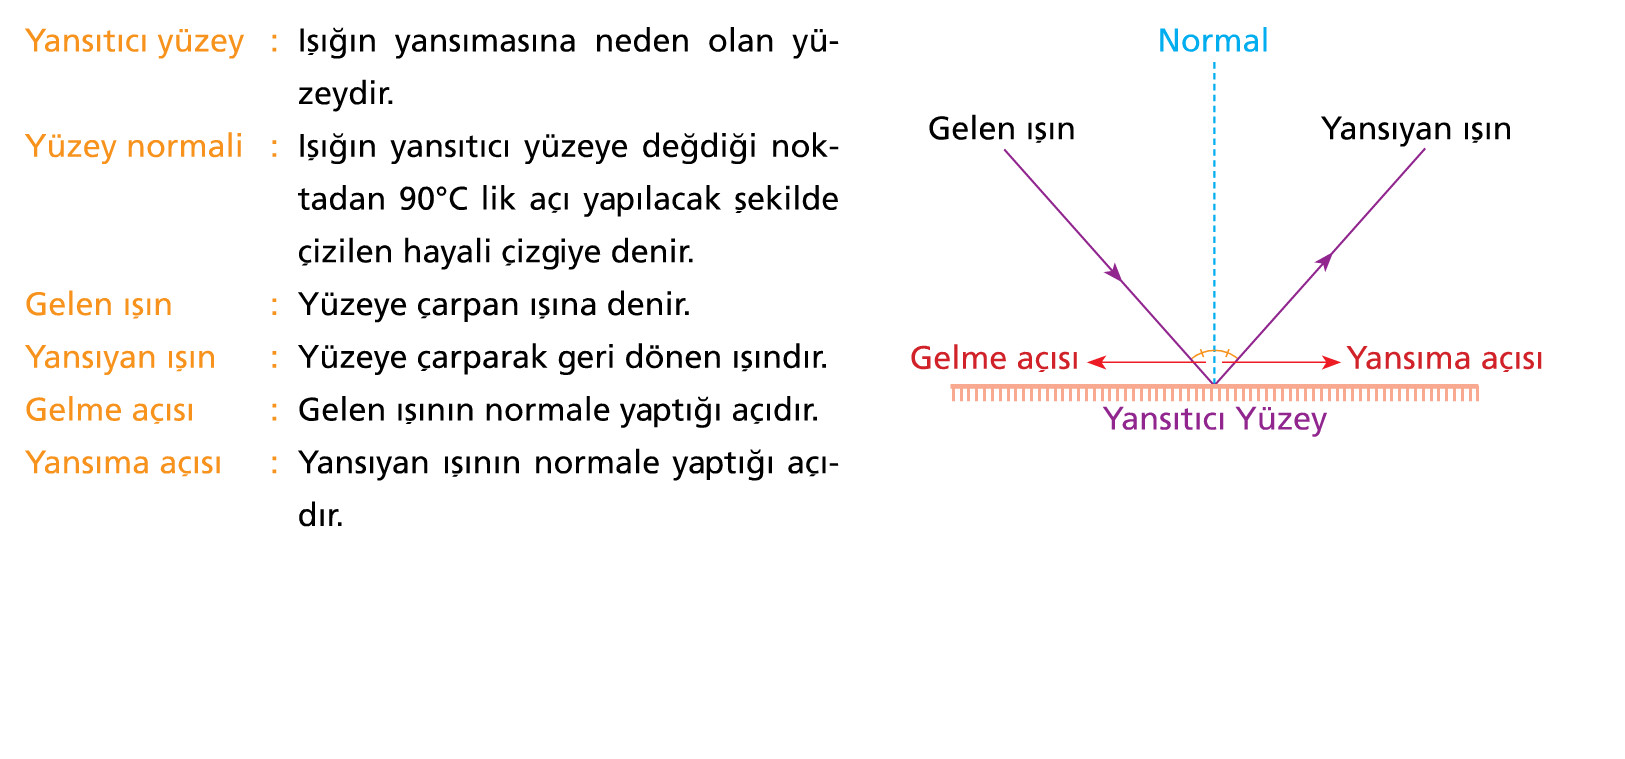 Yansıtıcı yüzey : Işığın yansımasına neden olan yü-
zeydir.
Yüzey normali : Işığın yansıtıcı yüzeye değdiği nok-
tadan 90°C lik açı yapılacak şekilde
çizilen hayali çizgiye denir.
Gelen ışın : Yüzeye çarpan ışına denir.
Yansıyan ışın : Yüzeye çarparak geri dönen ışındır.
Gelme açısı : Gelen ışının normale yaptığı açıdır.
Yansıma açısı : Yansıyan ışının normale yaptığı açı-
dır.
Normal
Gelen ışın
Yansıyan ışın
Gelme açısı
Yansıma açısı
Yansıtıcı Yüzey